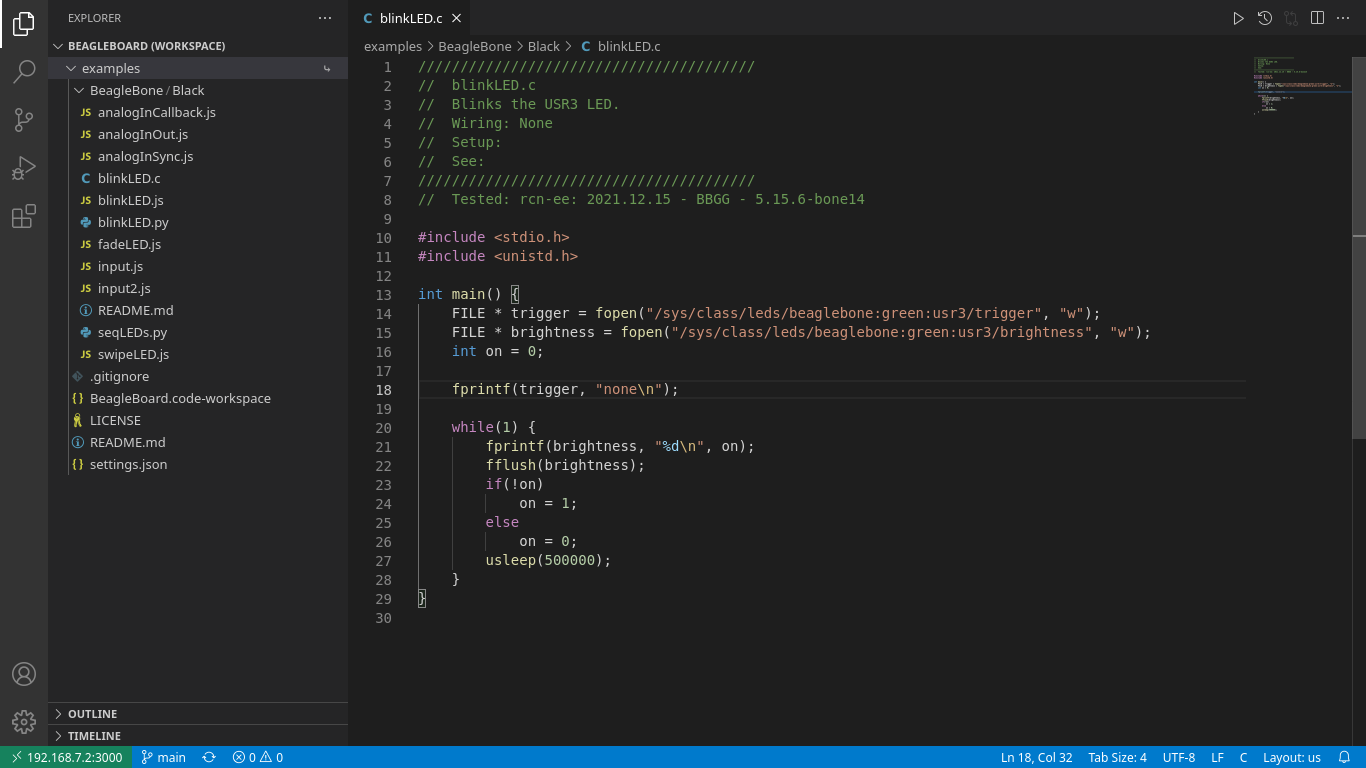 EXPLORER
BEAGLEBOARD (WORKSPACE)
examples
BeagleBone / Black
JS analogInCallback.js
JS analogInOut.js
JS analogInSync.js
C blinkLED.c
JS blinkLED.js
blinkLED.py
JS fadeLED.js
JS input.js
JS input2.js
README.md
seqLEDs.py
JS swipeLED.js
.gitignore
{} BeagleBoard.code-workspace
LICENSE
README.md
{} settings.json
OUTLINE
TIMELINE
C blinkLED.c
examples > BeagleBone > Black > C blinkLED.c
1 ////////////////////////////////////////
2 //  blinkLED.c
3 //  Blinks the USR3 LED.
4 //  Wiring: None
5 //  Setup:
6 //  See:
7 ////////////////////////////////////////
8 //  Tested: rcn-ee: 2021.12.15 - BBGG - 5.15.6-bone14
9
10 #include <stdio.h>
11 #include <unistd.h>
12
13 int main() {
14     FILE * trigger = fopen("/sys/class/leds/beaglebone:green:usr3/trigger", "w");
15     FILE * brightness = fopen("/sys/class/leds/beaglebone:green:usr3/brightness", "w");
16     int on = 0;
17
18     fprintf(trigger, "none\n");
19
20     while(1) {
21         fprintf(brightness, "%d\n", on);
22         fflush(brightness);
23         if(!on)
24             on = 1;
25         else
26             on = 0;
27         usleep(500000);
28     }
29 }
30
192.168.7.2:3000 main 0 0 Ln 18, Col 32 Tab Size: 4 UTF-8 LF C Layout: us